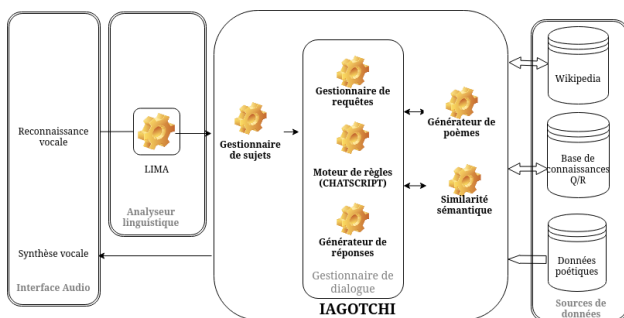 Reconnaissance
vocale
Synthèse vocale
Interface Audio
LIMA
Analyseur
linguistique
Gestionnaire
de sujets
Gestionnaire de
requêtes
Moteur de règles
(CHATSCRIPT)
Générateur de
réponses
Gestionnaire de
dialogue
Générateur de
poèmes
Similarité
sémantique
IAGOTCHI
Wikipedia
Base de
connaissances
Q/R
Données
poétiques
Sources de
données